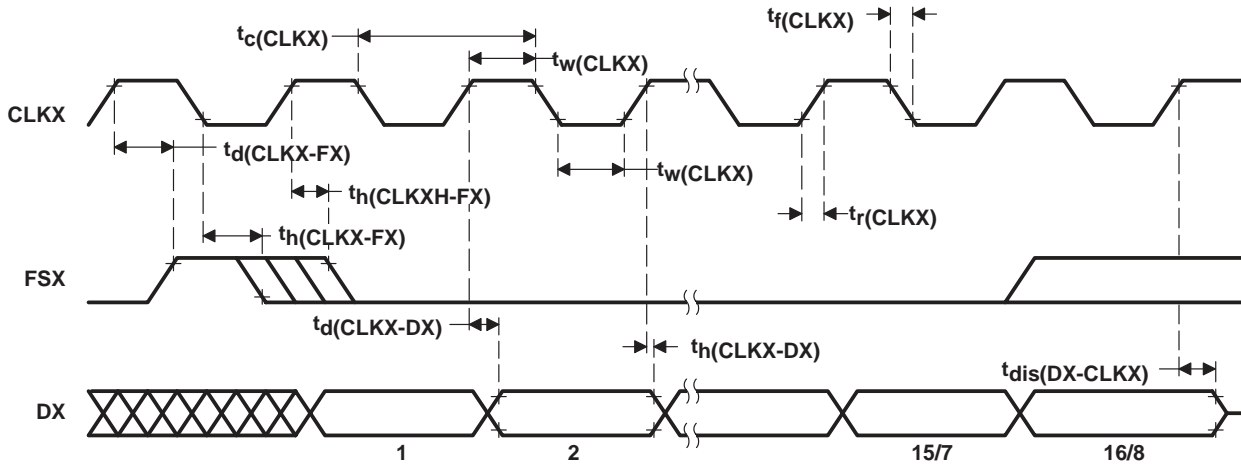 tc(CLKX)
tf(CLKX)
tw(CLKX)
CLKX
td(CLKX-FX)
tw(CLKX)
th(CLKXH-FX)
tr(CLKX)
th(CLKX-FX)
FSX
td(CLKX-DX)
th(CLKX-DX)
tdis(DX-CLKX)
DX
1
2
15/7
16/8